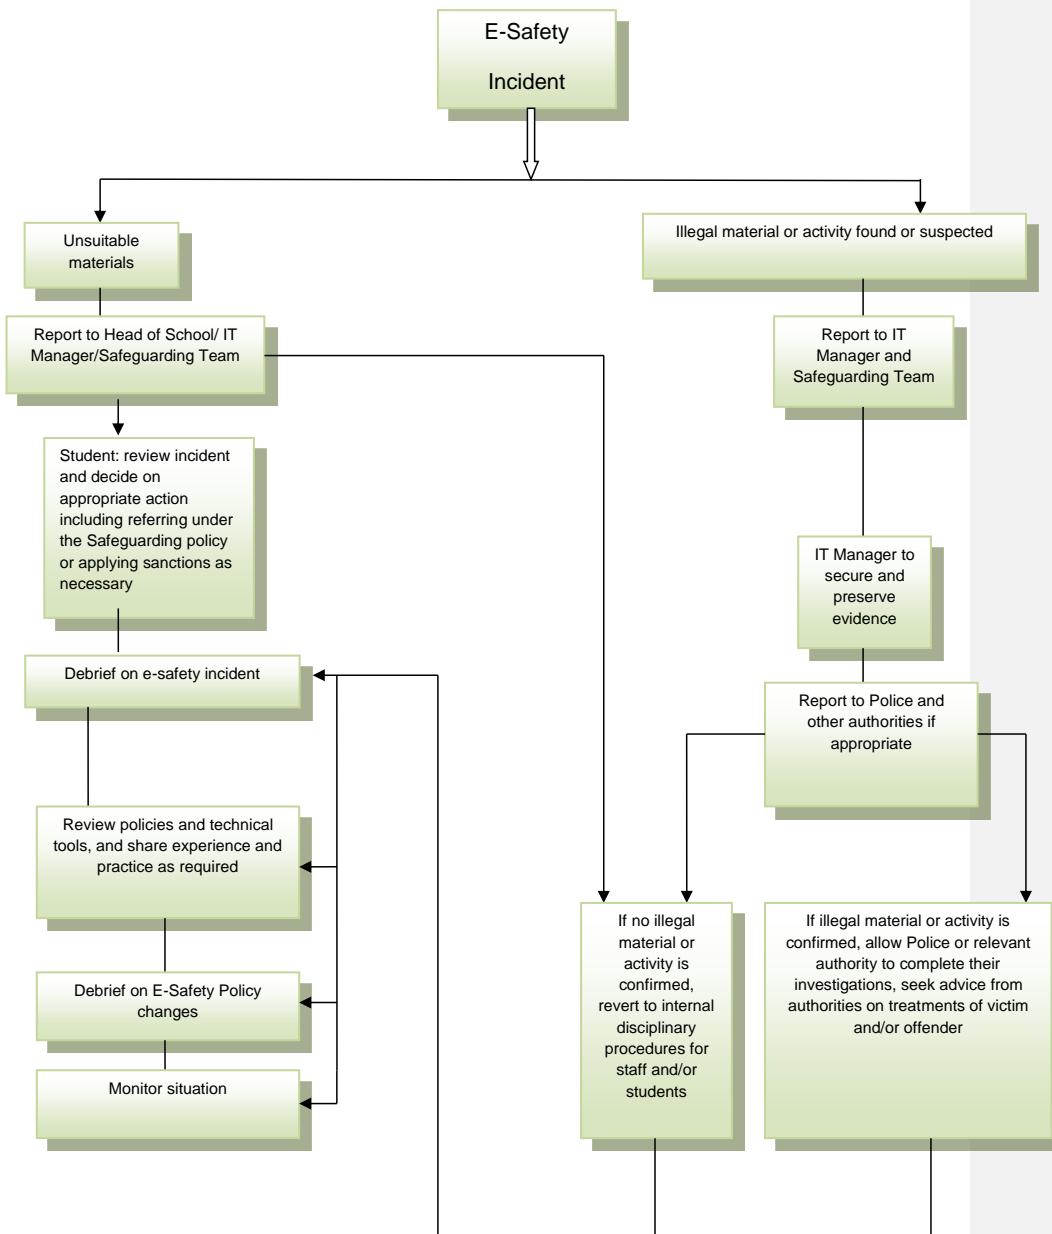 E-Safety
Incident
Unsuitable
materials
Illegal material or activity found or suspected
Report to Head of School/ IT
Manager/Safeguarding Team
Report to IT
Manager and
Safeguarding Team
Student: review incident
and decide on
appropriate action
including referring under
the Safeguarding policy
or applying sanctions as
necessary
IT Manager to
secure and
preserve
evidence
Debrief on e-safety incident
Report to Police and
other authorities if
appropriate
Review policies and technical
tools, and share experience and
practice as required
If no illegal
material or
activity is
confirmed,
revert to internal
disciplinary
procedures for
staff and/or
students
If illegal material or activity is
confirmed, allow Police or relevant
authority to complete their
investigations, seek advice from
authorities on treatments of victim
and/or offender
Debrief on E-Safety Policy
changes
Monitor situation